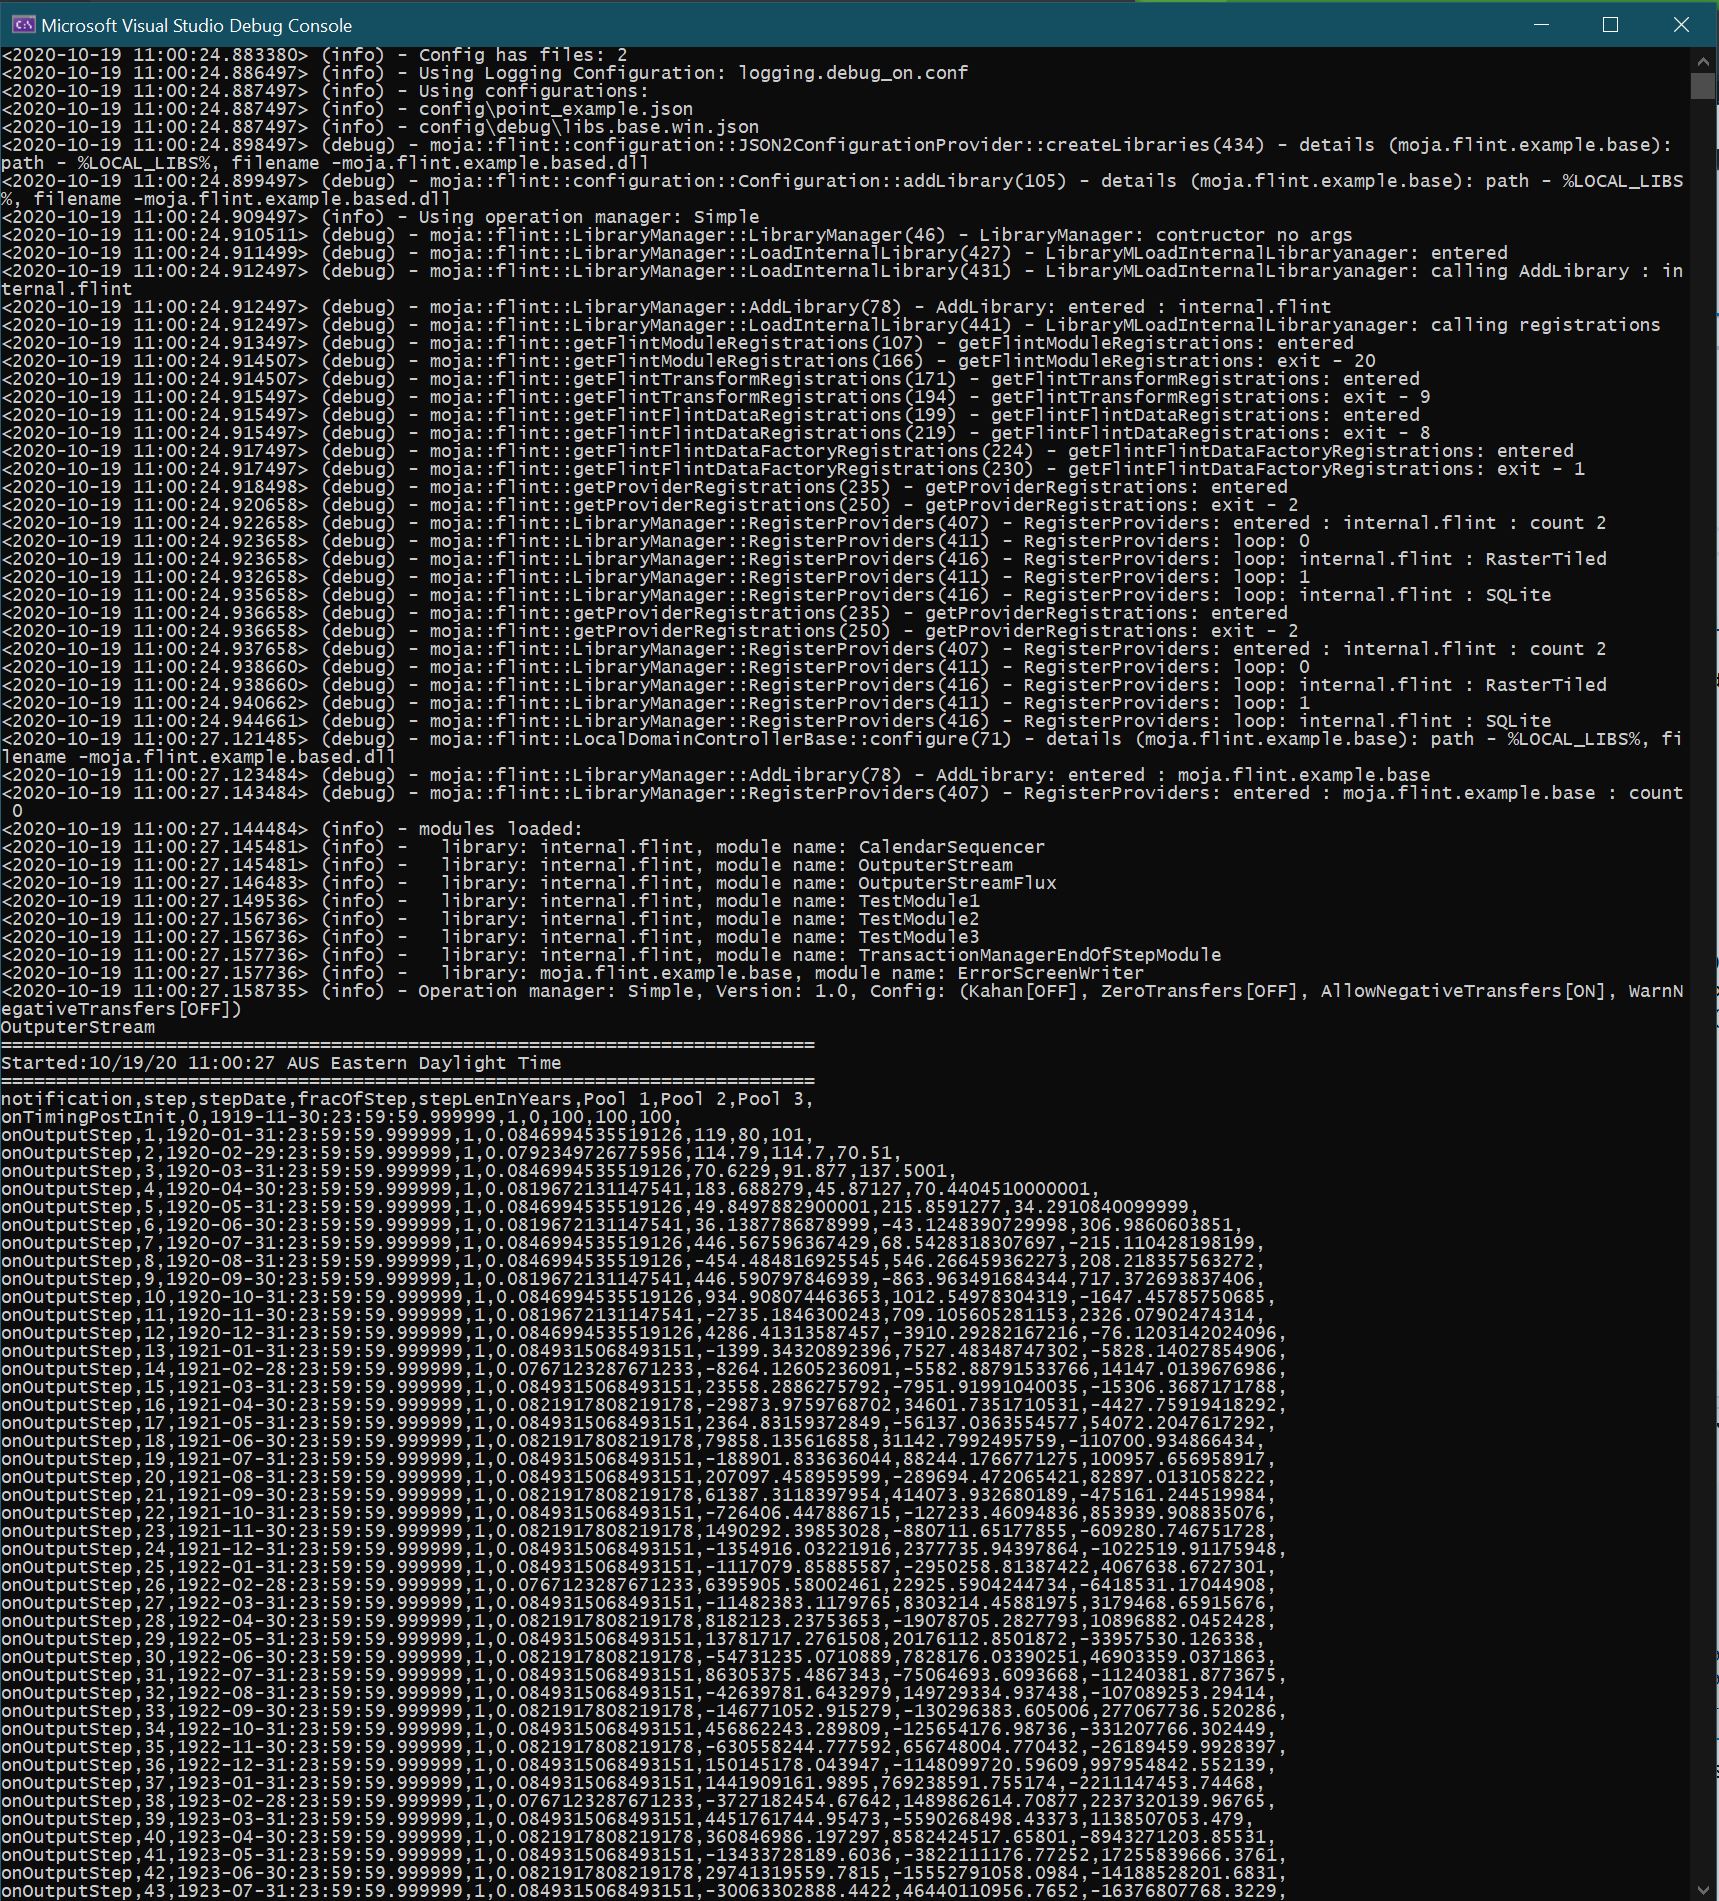 Microsoft Visual Studio Debug Console
<2020-10-19 11:00:24.883380> (info) - Config has files: 2
<2020-10-19 11:00:24.886497> (info) - Using Logging Configuration: logging.debug_on.conf
<2020-10-19 11:00:24.887497> (info) - Using configurations:
<2020-10-19 11:00:24.887497> (info) - config\point_example.json
<2020-10-19 11:00:24.887497> (info) - config\debug\libs.base.win.json
<2020-10-19 11:00:24.898497> (debug) - moja::flint::configuration::JSON2ConfigurationProvider::createLibraries(434) - details (moja.flint.example.base):
path - %LOCAL_LIBS%, filename -moja.flint.example.based.dll
<2020-10-19 11:00:24.899497> (debug) - moja::flint::configuration::Configuration::addLibrary(105) - details (moja.flint.example.base): path - %LOCAL_LIBS
%, filename -moja.flint.example.based.dll
<2020-10-19 11:00:24.909497> (info) - Using operation manager: Simple
<2020-10-19 11:00:24.910511> (debug) - moja::flint::LibraryManager::LibraryManager(46) - LibraryManager: contructor no args
<2020-10-19 11:00:24.911499> (debug) - moja::flint::LibraryManager::LoadInternalLibrary(427) - LibraryMLoadInternalLibraryanager: entered
<2020-10-19 11:00:24.912497> (debug) - moja::flint::LibraryManager::LoadInternalLibrary(431) - LibraryMLoadInternalLibraryanager: calling AddLibrary : in
ternal.flint
<2020-10-19 11:00:24.912497> (debug) - moja::flint::LibraryManager::AddLibrary(78) - AddLibrary: entered : internal.flint
<2020-10-19 11:00:24.912497> (debug) - moja::flint::LibraryManager::LoadInternalLibrary(441) - LibraryMLoadInternalLibraryanager: calling registrations
<2020-10-19 11:00:24.913497> (debug) - moja::flint::getFlintModuleRegistrations(107) - getFlintModuleRegistrations: entered
<2020-10-19 11:00:24.914507> (debug) - moja::flint::getFlintModuleRegistrations(166) - getFlintModuleRegistrations: exit - 20
<2020-10-19 11:00:24.914507> (debug) - moja::flint::getFlintTransformRegistrations(171) - getFlintTransformRegistrations: entered
<2020-10-19 11:00:24.915497> (debug) - moja::flint::getFlintTransformRegistrations(194) - getFlintTransformRegistrations: exit - 9
<2020-10-19 11:00:24.915497> (debug) - moja::flint::getFlintFlintDataRegistrations(199) - getFlintFlintDataRegistrations: entered
<2020-10-19 11:00:24.915497> (debug) - moja::flint::getFlintFlintDataRegistrations(219) - getFlintFlintDataRegistrations: exit - 8
<2020-10-19 11:00:24.917497> (debug) - moja::flint::getFlintFlintDataFactoryRegistrations(224) - getFlintFlintDataFactoryRegistrations: entered
<2020-10-19 11:00:24.917497> (debug) - moja::flint::getFlintFlintDataFactoryRegistrations(230) - getFlintFlintDataFactoryRegistrations: exit - 1
<2020-10-19 11:00:24.918498> (debug) - moja::flint::getProviderRegistrations(235) - getProviderRegistrations: entered
<2020-10-19 11:00:24.920658> (debug) - moja::flint::getProviderRegistrations(250) - getProviderRegistrations: exit - 2
<2020-10-19 11:00:24.922658> (debug) - moja::flint::LibraryManager::RegisterProviders(407) - RegisterProviders: entered : internal.flint : count 2
<2020-10-19 11:00:24.923658> (debug) - moja::flint::LibraryManager::RegisterProviders(411) - RegisterProviders: loop: 0
<2020-10-19 11:00:24.923658> (debug) - moja::flint::LibraryManager::RegisterProviders(416) - RegisterProviders: loop: internal.flint : RasterTiled
<2020-10-19 11:00:24.932658> (debug) - moja::flint::LibraryManager::RegisterProviders(411) - RegisterProviders: loop: 1
<2020-10-19 11:00:24.935658> (debug) - moja::flint::LibraryManager::RegisterProviders(416) - RegisterProviders: loop: internal.flint : SQLite
<2020-10-19 11:00:24.936658> (debug) - moja::flint::getProviderRegistrations(235) - getProviderRegistrations: entered
<2020-10-19 11:00:24.936658> (debug) - moja::flint::getProviderRegistrations(250) - getProviderRegistrations: exit - 2
<2020-10-19 11:00:24.937658> (debug) - moja::flint::LibraryManager::RegisterProviders(407) - RegisterProviders: entered : internal.flint : count 2
<2020-10-19 11:00:24.938660> (debug) - moja::flint::LibraryManager::RegisterProviders(411) - RegisterProviders: loop: 0
<2020-10-19 11:00:24.938660> (debug) - moja::flint::LibraryManager::RegisterProviders(416) - RegisterProviders: loop: internal.flint : RasterTiled
<2020-10-19 11:00:24.940662> (debug) - moja::flint::LibraryManager::RegisterProviders(411) - RegisterProviders: loop: 1
<2020-10-19 11:00:24.944661> (debug) - moja::flint::LibraryManager::RegisterProviders(416) - RegisterProviders: loop: internal.flint : SQLite
<2020-10-19 11:00:27.121485> (debug) - moja::flint::LocalDomainControllerBase::configure(71) - details (moja.flint.example.base): path - %LOCAL_LIBS%, fi
lename -moja.flint.example.based.dll
<2020-10-19 11:00:27.123484> (debug) - moja::flint::LibraryManager::AddLibrary(78) - AddLibrary: entered : moja.flint.example.base
<2020-10-19 11:00:27.143484> (debug) - moja::flint::LibraryManager::RegisterProviders(407) - RegisterProviders: entered : moja.flint.example.base : count
 0
<2020-10-19 11:00:27.144484> (info) - modules loaded:
<2020-10-19 11:00:27.145481> (info) -   library: internal.flint, module name: CalendarSequencer
<2020-10-19 11:00:27.145481> (info) -   library: internal.flint, module name: OutputerStream
<2020-10-19 11:00:27.146483> (info) -   library: internal.flint, module name: OutputerStreamFlux
<2020-10-19 11:00:27.149536> (info) -   library: internal.flint, module name: TestModule1
<2020-10-19 11:00:27.156736> (info) -   library: internal.flint, module name: TestModule2
<2020-10-19 11:00:27.156736> (info) -   library: internal.flint, module name: TestModule3
<2020-10-19 11:00:27.157736> (info) -   library: internal.flint, module name: TransactionManagerEndOfStepModule
<2020-10-19 11:00:27.157736> (info) -   library: moja.flint.example.base, module name: ErrorScreenWriter
<2020-10-19 11:00:27.158735> (info) - Operation manager: Simple, Version: 1.0, Config: (Kahan[OFF], ZeroTransfers[OFF], AllowNegativeTransfers[ON], WarnN
egativeTransfers[OFF])
OutputerStream
==========================================================================
Started:10/19/20 11:00:27 AUS Eastern Daylight Time
==========================================================================
notification,step,stepDate,fracOfStep,stepLenInYears,Pool 1,Pool 2,Pool 3,
onTimingPostInit,0,1919-11-30:23:59:59.999999,1,0,100,100,100,
onOutputStep,1,1920-01-31:23:59:59.999999,1,0.0846994535519126,119,80,101,
onOutputStep,2,1920-02-29:23:59:59.999999,1,0.0792349726775956,114.79,114.7,70.51,
onOutputStep,3,1920-03-31:23:59:59.999999,1,0.0846994535519126,70.6229,91.877,137.5001,
onOutputStep,4,1920-04-30:23:59:59.999999,1,0.0819672131147541,183.688279,45.87127,70.4404510000001,
onOutputStep,5,1920-05-31:23:59:59.999999,1,0.0846994535519126,49.8497882900001,215.8591277,34.2910840099999,
onOutputStep,6,1920-06-30:23:59:59.999999,1,0.0819672131147541,36.1387786878999,-43.1248390729998,306.9860603851,
onOutputStep,7,1920-07-31:23:59:59.999999,1,0.0846994535519126,446.567596367429,68.5428318307697,-215.110428198199,
onOutputStep,8,1920-08-31:23:59:59.999999,1,0.0846994535519126,-454.484816925545,546.266459362273,208.218357563272,
onOutputStep,9,1920-09-30:23:59:59.999999,1,0.0819672131147541,446.590797846939,-863.963491684344,717.372693837406,
onOutputStep,10,1920-10-31:23:59:59.999999,1,0.0846994535519126,934.908074463653,1012.54978304319,-1647.45785750685,
onOutputStep,11,1920-11-30:23:59:59.999999,1,0.0819672131147541,-2735.1846300243,709.105605281153,2326.07902474314,
onOutputStep,12,1920-12-31:23:59:59.999999,1,0.0846994535519126,4286.41313587457,-3910.29282167216,-76.1203142024096,
onOutputStep,13,1921-01-31:23:59:59.999999,1,0.0849315068493151,-1399.34320892396,7527.48348747302,-5828.14027854906,
onOutputStep,14,1921-02-28:23:59:59.999999,1,0.0767123287671233,-8264.12605236091,-5582.88791533766,14147.0139676986,
onOutputStep,15,1921-03-31:23:59:59.999999,1,0.0849315068493151,23558.2886275792,-7951.91991040035,-15306.3687171788,
onOutputStep,16,1921-04-30:23:59:59.999999,1,0.0821917808219178,-29873.9759768702,34601.7351710531,-4427.75919418292,
onOutputStep,17,1921-05-31:23:59:59.999999,1,0.0849315068493151,2364.83159372849,-56137.0363554577,54072.2047617292,
onOutputStep,18,1921-06-30:23:59:59.999999,1,0.0821917808219178,79858.135616858,31142.7992495759,-110700.934866434,
onOutputStep,19,1921-07-31:23:59:59.999999,1,0.0849315068493151,-188901.833636044,88244.1766771275,100957.656958917,
onOutputStep,20,1921-08-31:23:59:59.999999,1,0.0849315068493151,207097.458959599,-289694.472065421,82897.0131058222,
onOutputStep,21,1921-09-30:23:59:59.999999,1,0.0821917808219178,61387.3118397954,414073.932680189,-475161.244519984,
onOutputStep,22,1921-10-31:23:59:59.999999,1,0.0849315068493151,-726406.447886715,-127233.46094836,853939.908835076,
onOutputStep,23,1921-11-30:23:59:59.999999,1,0.0821917808219178,1490292.39853028,-880711.65177855,-609280.746751728,
onOutputStep,24,1921-12-31:23:59:59.999999,1,0.0849315068493151,-1354916.03221916,2377735.94397864,-1022519.91175948,
onOutputStep,25,1922-01-31:23:59:59.999999,1,0.0849315068493151,-1117079.85885587,-2950258.81387422,4067638.6727301,
onOutputStep,26,1922-02-28:23:59:59.999999,1,0.0767123287671233,6395905.58002461,22925.5904244734,-6418531.17044908,
onOutputStep,27,1922-03-31:23:59:59.999999,1,0.0849315068493151,-11482383.1179765,8303214.45881975,3179468.65915676,
onOutputStep,28,1922-04-30:23:59:59.999999,1,0.0821917808219178,8182123.23753653,-19078705.2827793,10896882.0452428,
onOutputStep,29,1922-05-31:23:59:59.999999,1,0.0849315068493151,13781717.2761508,20176112.8501872,-33957530.126338,
onOutputStep,30,1922-06-30:23:59:59.999999,1,0.0821917808219178,-54731235.0710889,7828176.03390251,46903359.0371863,
onOutputStep,31,1922-07-31:23:59:59.999999,1,0.0849315068493151,86305375.4867343,-75064693.6093668,-11240381.8773675,
onOutputStep,32,1922-08-31:23:59:59.999999,1,0.0849315068493151,-42639781.6432979,149729334.937438,-107089253.29414,
onOutputStep,33,1922-09-30:23:59:59.999999,1,0.0821917808219178,-146771052.915279,-130296383.605006,277067736.520286,
onOutputStep,34,1922-10-31:23:59:59.999999,1,0.0849315068493151,456862243.289809,-125654176.98736,-331207766.302449,
onOutputStep,35,1922-11-30:23:59:59.999999,1,0.0821917808219178,-630558244.777592,656748004.770432,-26189459.9928397,
onOutputStep,36,1922-12-31:23:59:59.999999,1,0.0849315068493151,150145178.043947,-1148099720.59609,997954842.552139,
onOutputStep,37,1923-01-31:23:59:59.999999,1,0.0849315068493151,1441909161.9895,769238591.755174,-2211147453.74468,
onOutputStep,38,1923-02-28:23:59:59.999999,1,0.0767123287671233,-3727182454.67642,1489862614.70877,2237320139.96765,
onOutputStep,39,1923-03-31:23:59:59.999999,1,0.0849315068493151,4451761744.95473,-5590268498.43373,1138507053.479,
onOutputStep,40,1923-04-30:23:59:59.999999,1,0.0821917808219178,360846986.197297,8582424517.65801,-8943271203.85531,
onOutputStep,41,1923-05-31:23:59:59.999999,1,0.0849315068493151,-13433728189.6036,-3822111176.77252,17255839666.3761,
onOutputStep,42,1923-06-30:23:59:59.999999,1,0.0821917808219178,29741319559.7815,-15552791058.0984,-14188528201.6831,
onOutputStep,43,1923-07-31:23:59:59.999999,1,0.0849315068493151,-30063302888.4422,46440110956.7652,-16376807768.3229,